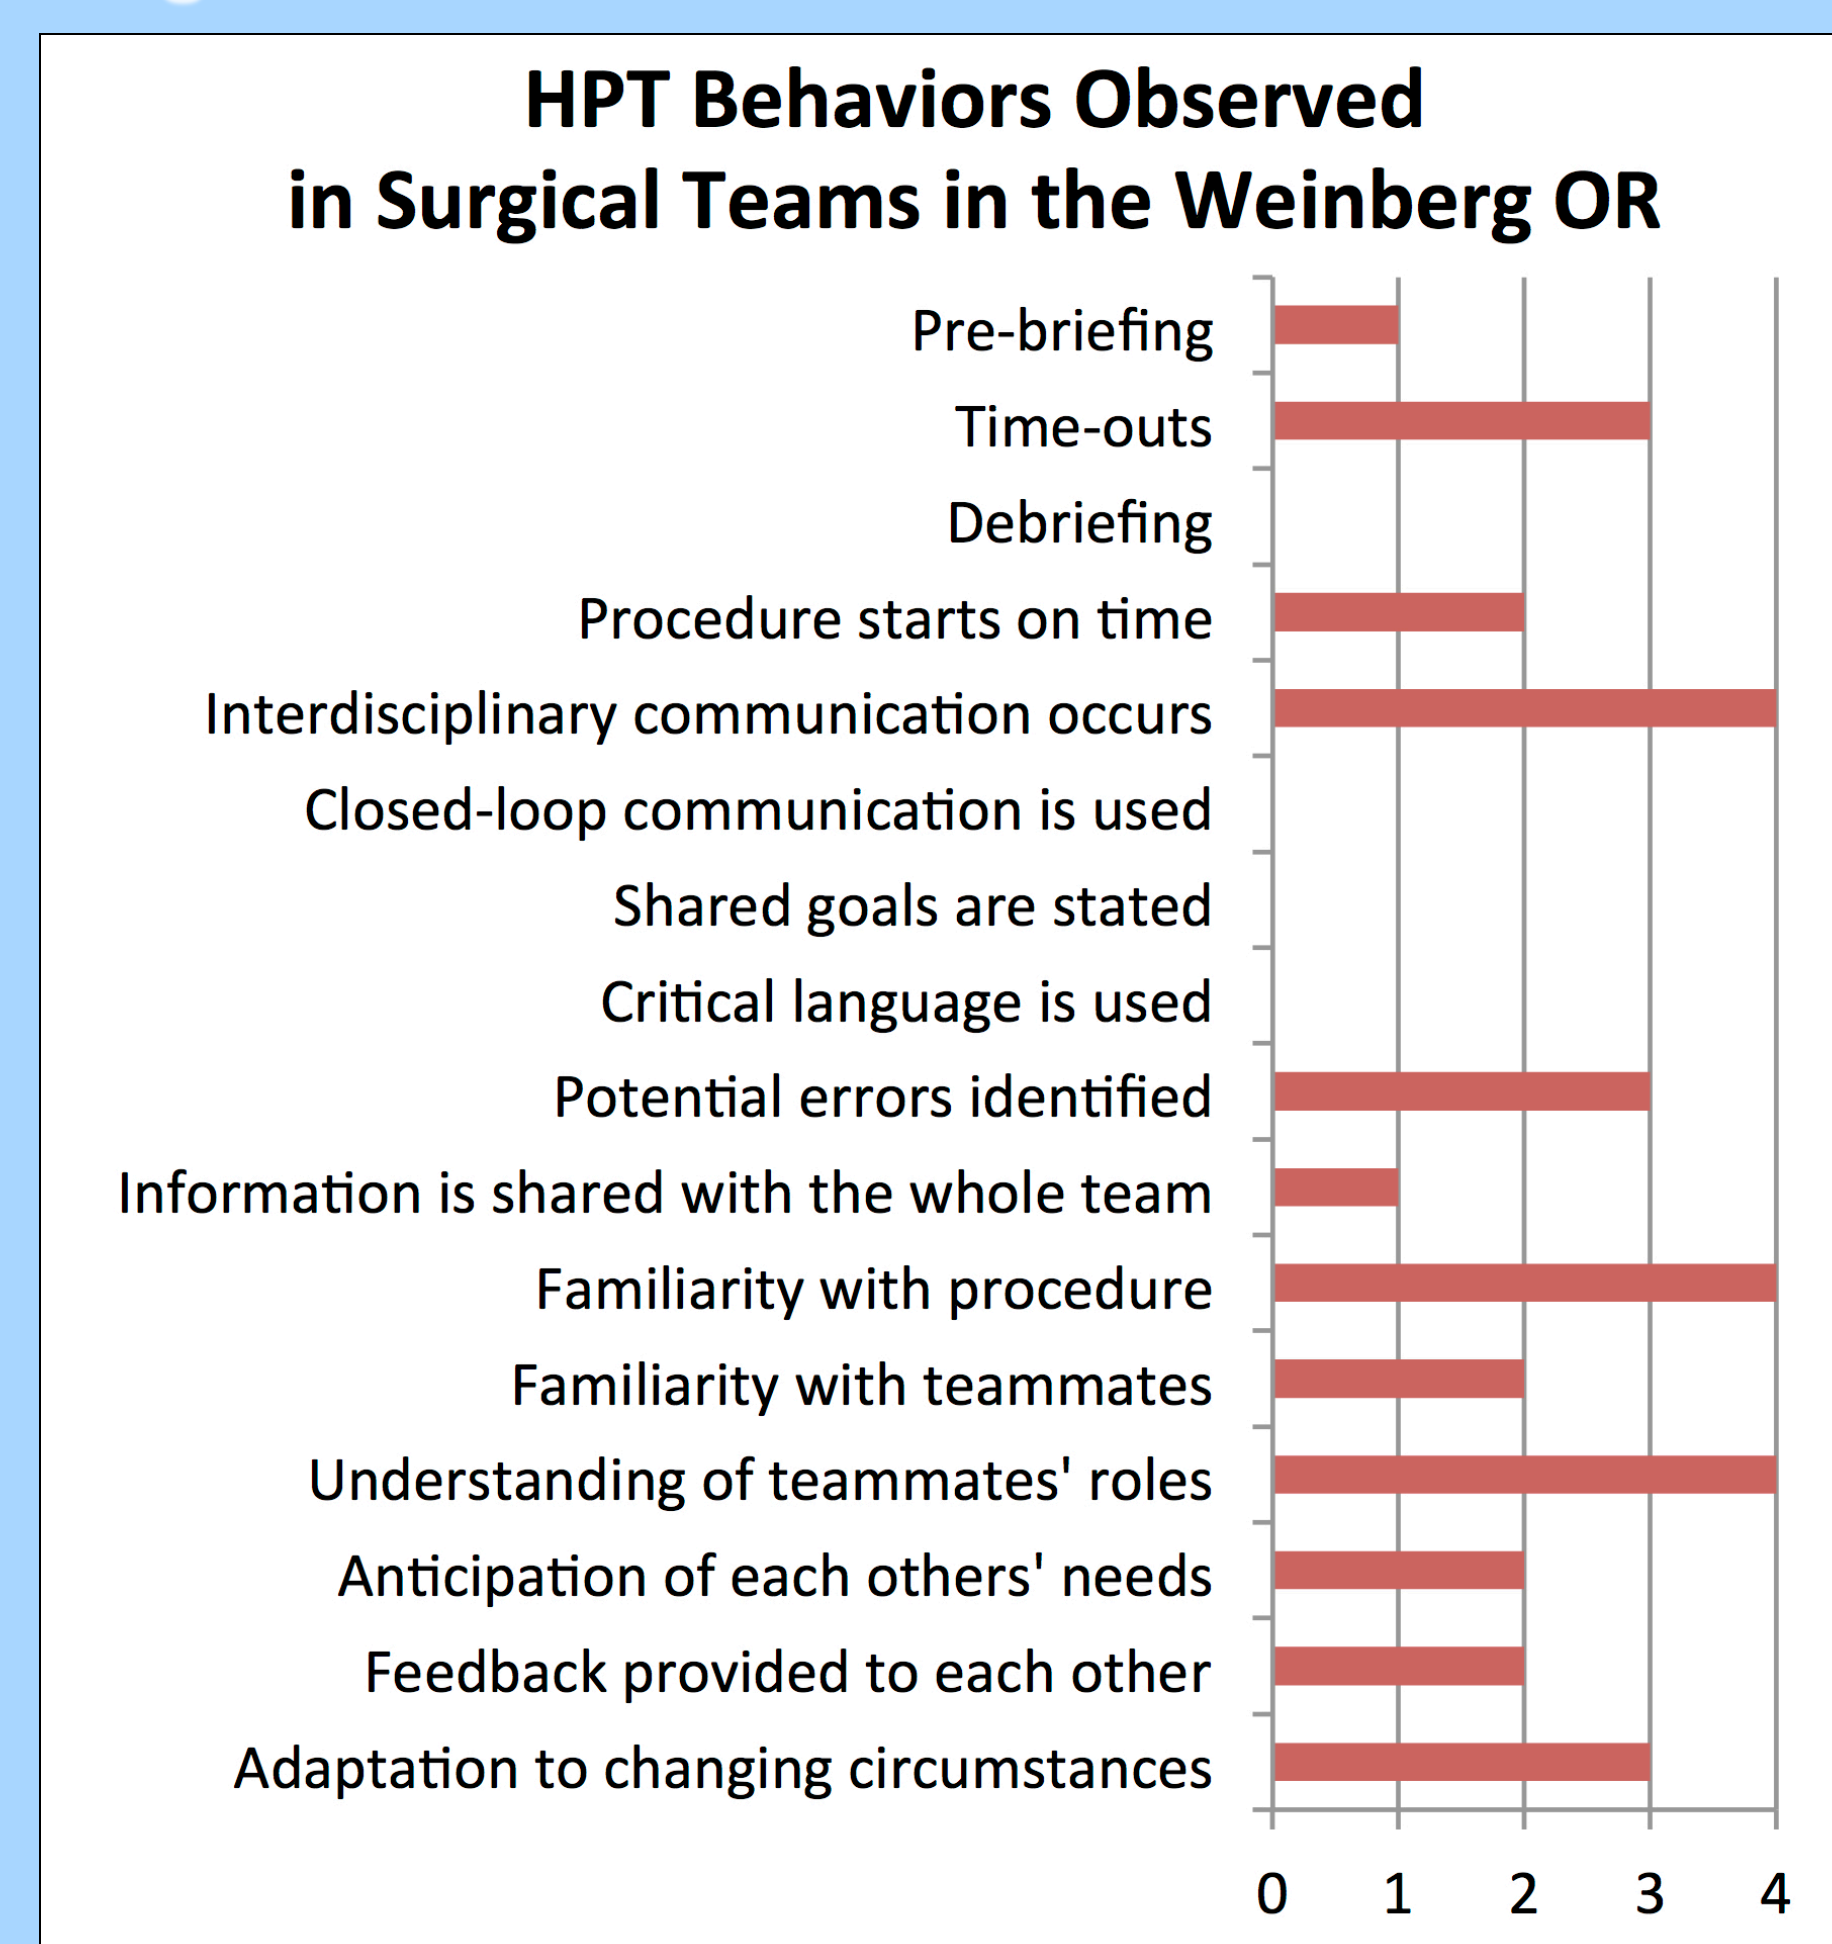 HPT Behaviors Observed
in Surgical Teams in the Weinberg OR
Pre-briefing
Time-outs
Debriefing
Procedure starts on time
Interdisciplinary communication occurs
Closed-loop communication is used
Shared goals are stated
Critical language is used
Potential errors identified
Information is shared with the whole team
Familiarity with procedure
Familiarity with teammates
Understanding of teammates' roles
Anticipation of each others' needs
Feedback provided to each other
Adaptation to changing circumstances
0 1 2 3 4